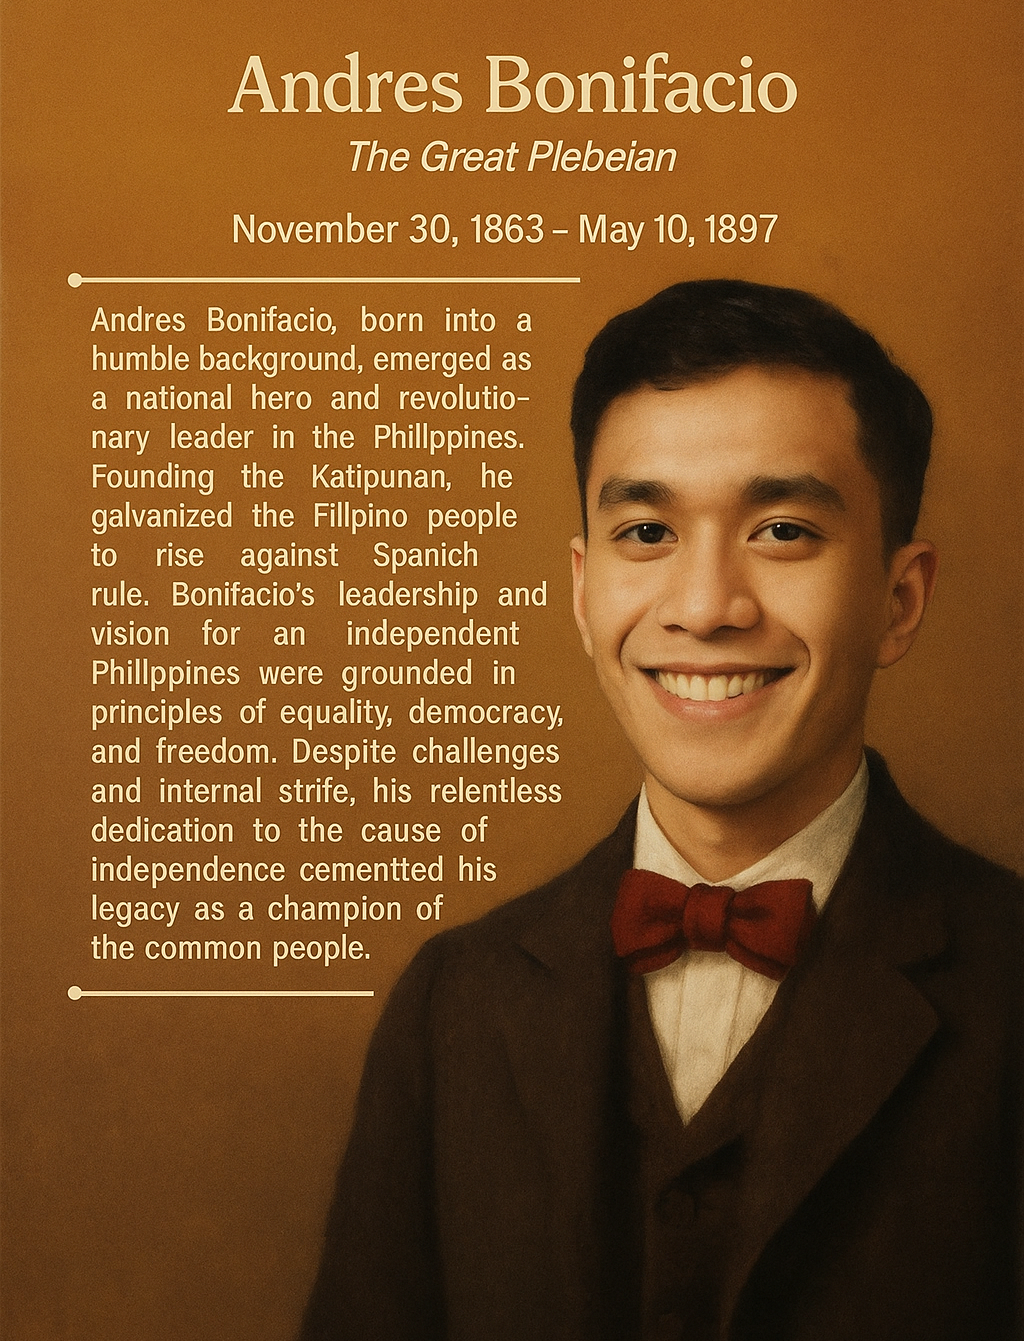 Andres Bonifacio
The Great Plebeian
November 30, 1863 – May 10, 1897
Andres Bonifacio, born into a
humble background, emerged as
a national hero and revolutio-
nary leader in the Phillppines.
Founding the Katipunan, he
galvanized the Fillpino people
to rise against Spanich
rule. Bonifacio's leadership and
vision for an independent
Phillppines were grounded in
principles of equality, democracy,
and freedom. Despite challenges
and internal strife, his relentless
dedication to the cause of
independence cementted his
legacy as a champion of
the common people.